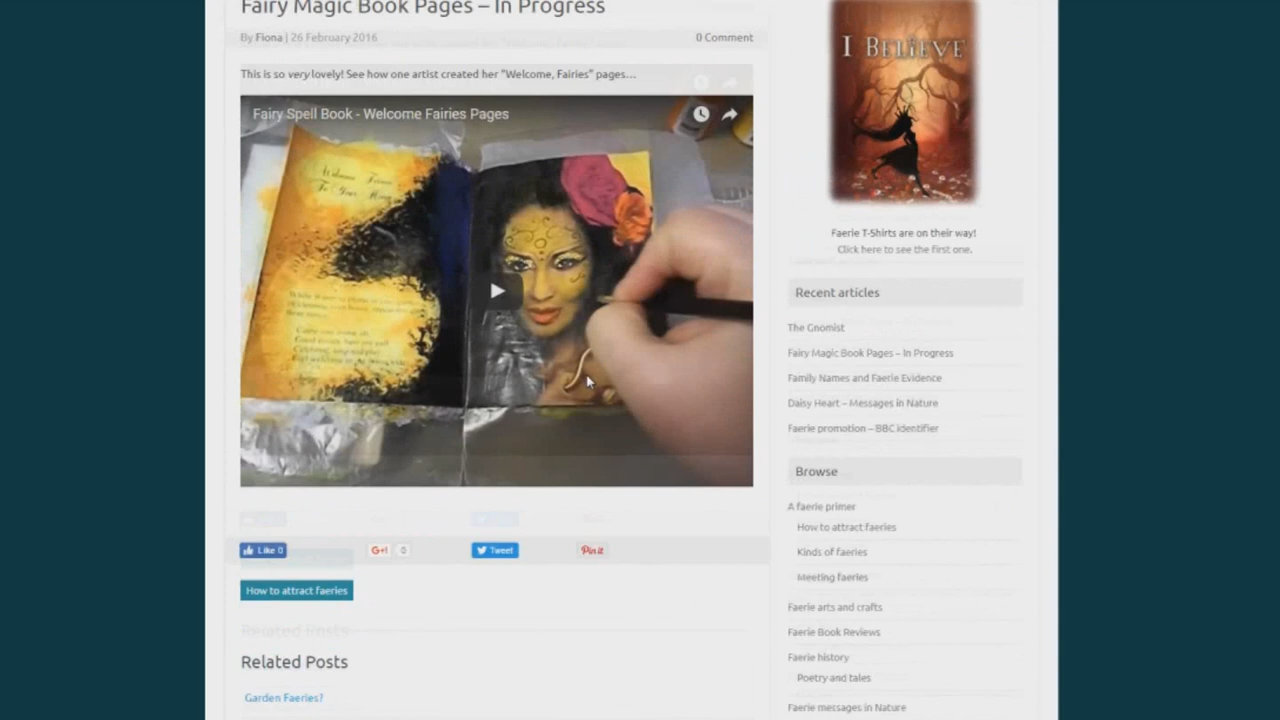 Fairy Magic Book Pages – In Progress
By Fiona | 26 February 2016
0 Comment
This is so very lovely! See how one artist created her "Welcome, Fairies" pages...
Fairy Spell Book - Welcome Fairies Pages
Like 0
G+1
0
Tweet
Pin it
How to attract faeries
Related Posts
Garden Faeries?
I BELIEVE
Faerie T-Shirts are on their way!
Click here to see the first one.
Recent articles
The Gnomist
Fairy Magic Book Pages – In Progress
Family Names and Faerie Evidence
Daisy Heart – Messages in Nature
Faerie promotion – BBC identifier
Browse
A faerie primer
How to attract faeries
Kinds of faeries
Meeting faeries
Faerie arts and crafts
Faerie Book Reviews
Faerie history
Poetry and tales
Faerie messages in Nature